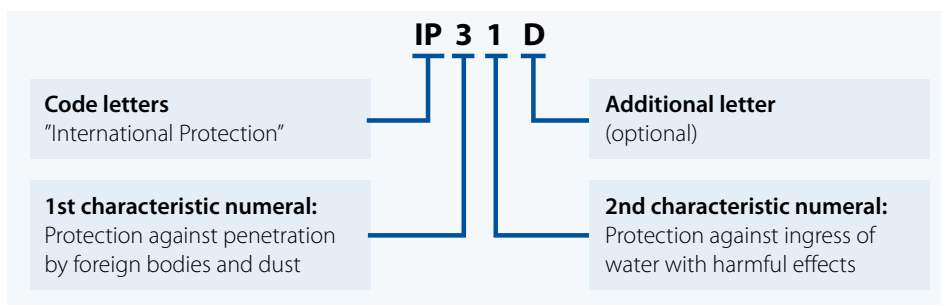 IP 3 1 D
Code letters
”International Protection”
Additional letter
(optional)
1st characteristic numeral:
Protection against penetration
by foreign bodies and dust
2nd characteristic numeral:
Protection against ingress of
water with harmful effects